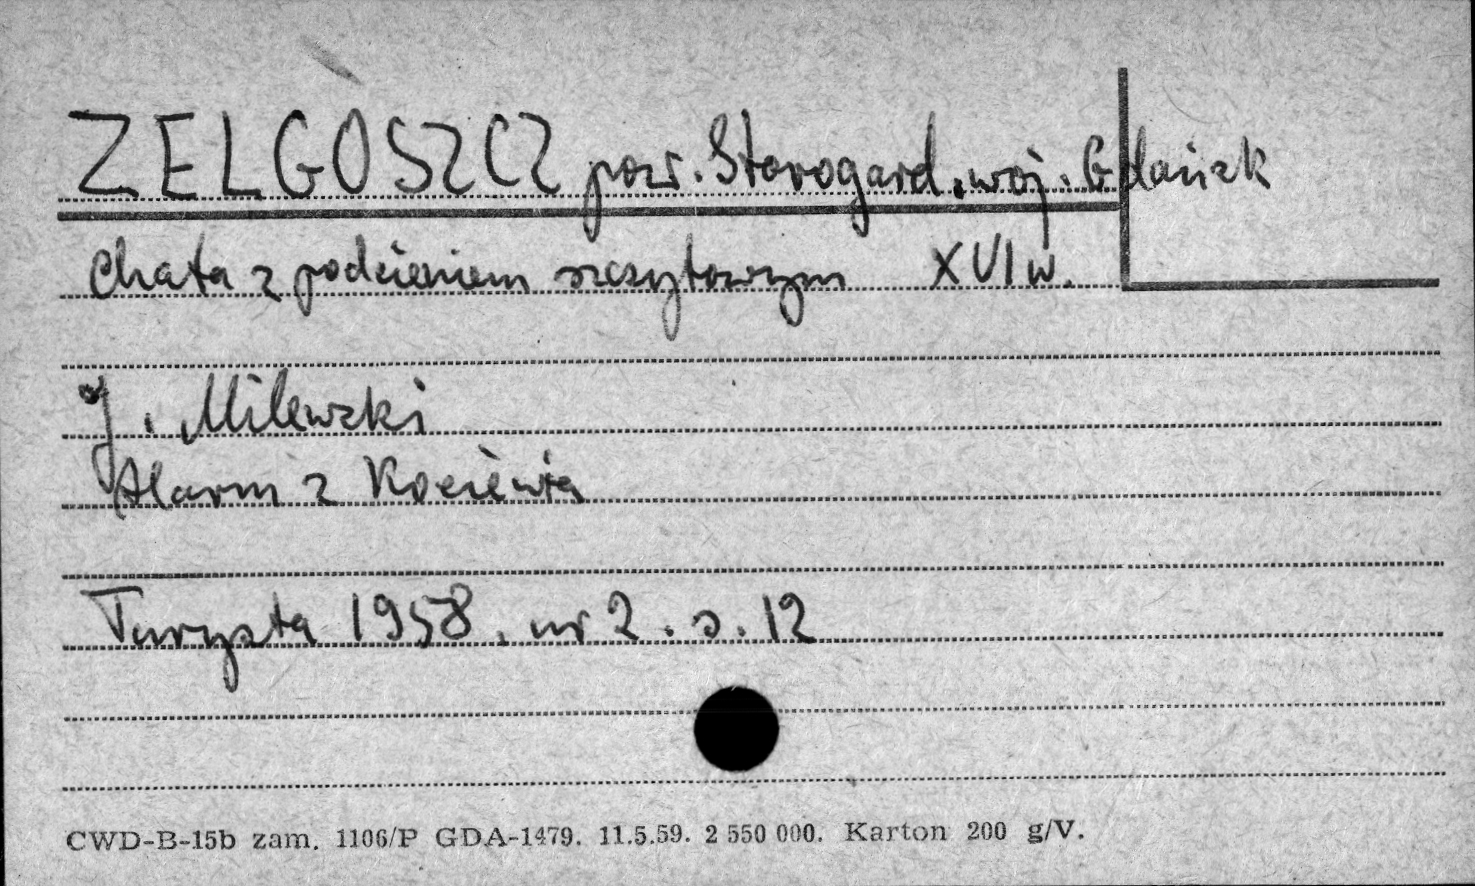 ZELGOSZCZ pow. Starogard, woj. Gdańsk
Chata z podcieniem szczytowym XVI w.
J. Milewski
Alarm z Kociewia
Turysta 1958, nr 2. s. 12
CWD-B-15b zam. 1106/P GDA-1479. 11.5.59. 2 550 000. Karton 200 g/V.